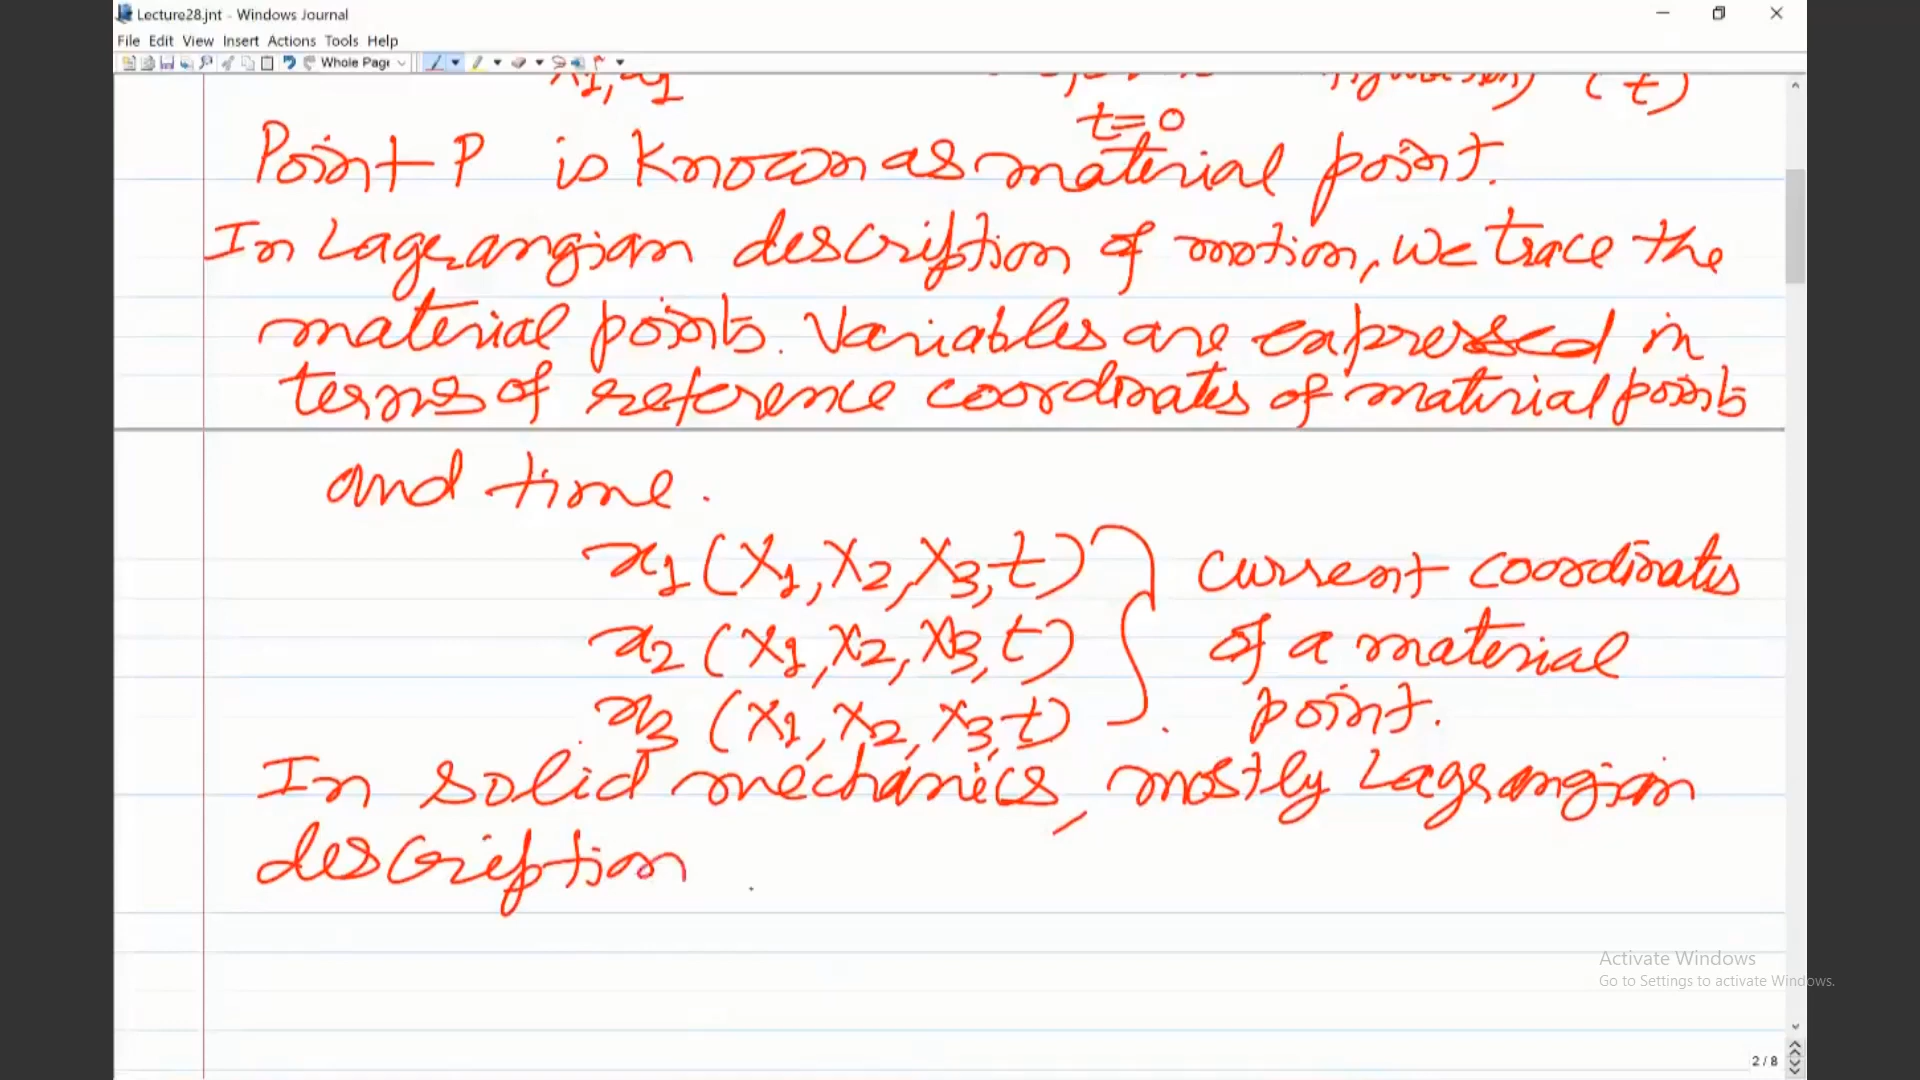 Lecture28.jnt - Windows Journal
File Edit View Insert Actions Tools Help
Whole Page
x1, y1 (t)
t=0
Point P is known as material point.
In Lagrangian description of motion, we trace the
material points. Variables are expressed in
terms of reference coordinates of material points
and time.
x1 (X1, X2, X3, t) current coordinates
x2 (X1, X2, X3, t) of a material
x3 (X1, X2, X3, t) point.
In solid mechanics, mostly Lagrangian
description
Activate Windows
Go to Settings to activate Windows.
2 / 8